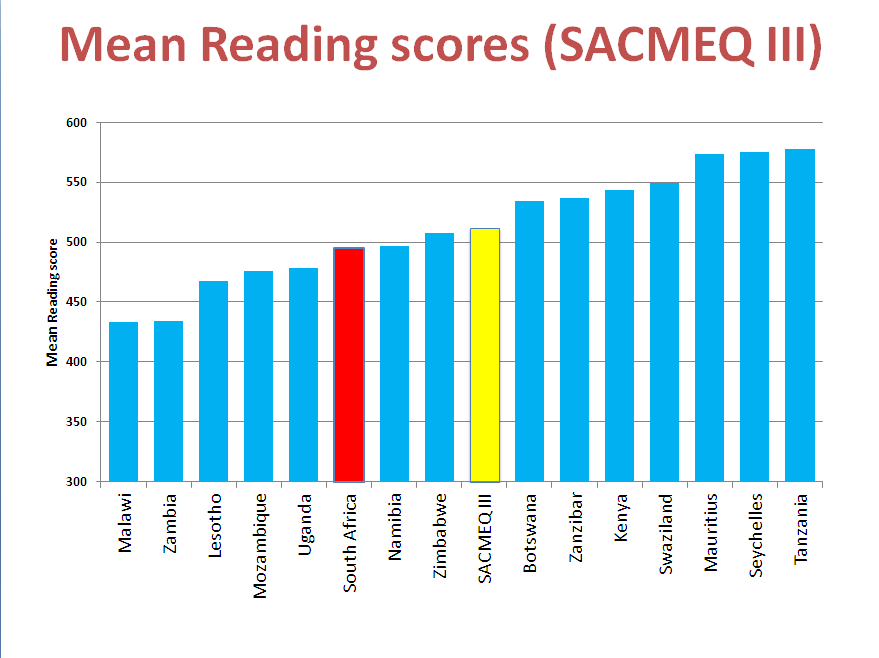 Mean Reading scores (SACMEQ III)
600
550
500
450
400
350
300
Mean Reading score
Malawi
Zambia
Lesotho
Mozambique
Uganda
South Africa
Namibia
Zimbabwe
SACMEQ III
Botswana
Zanzibar
Kenya
Swaziland
Mauritius
Seychelles
Tanzania